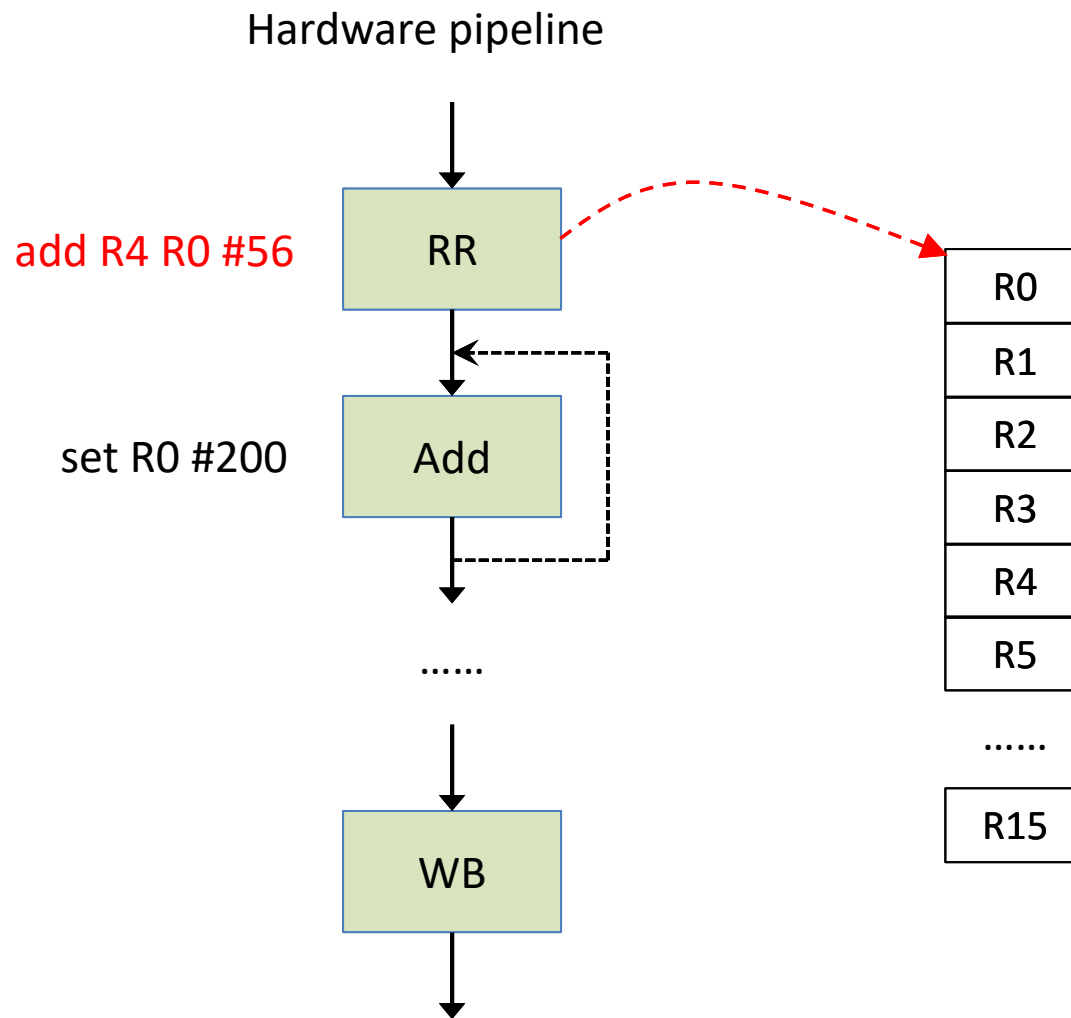 Hardware pipeline
add R4 R0 #56
RR
set R0 #200
Add
……
WB
R0
R1
R2
R3
R4
R5
……
R15